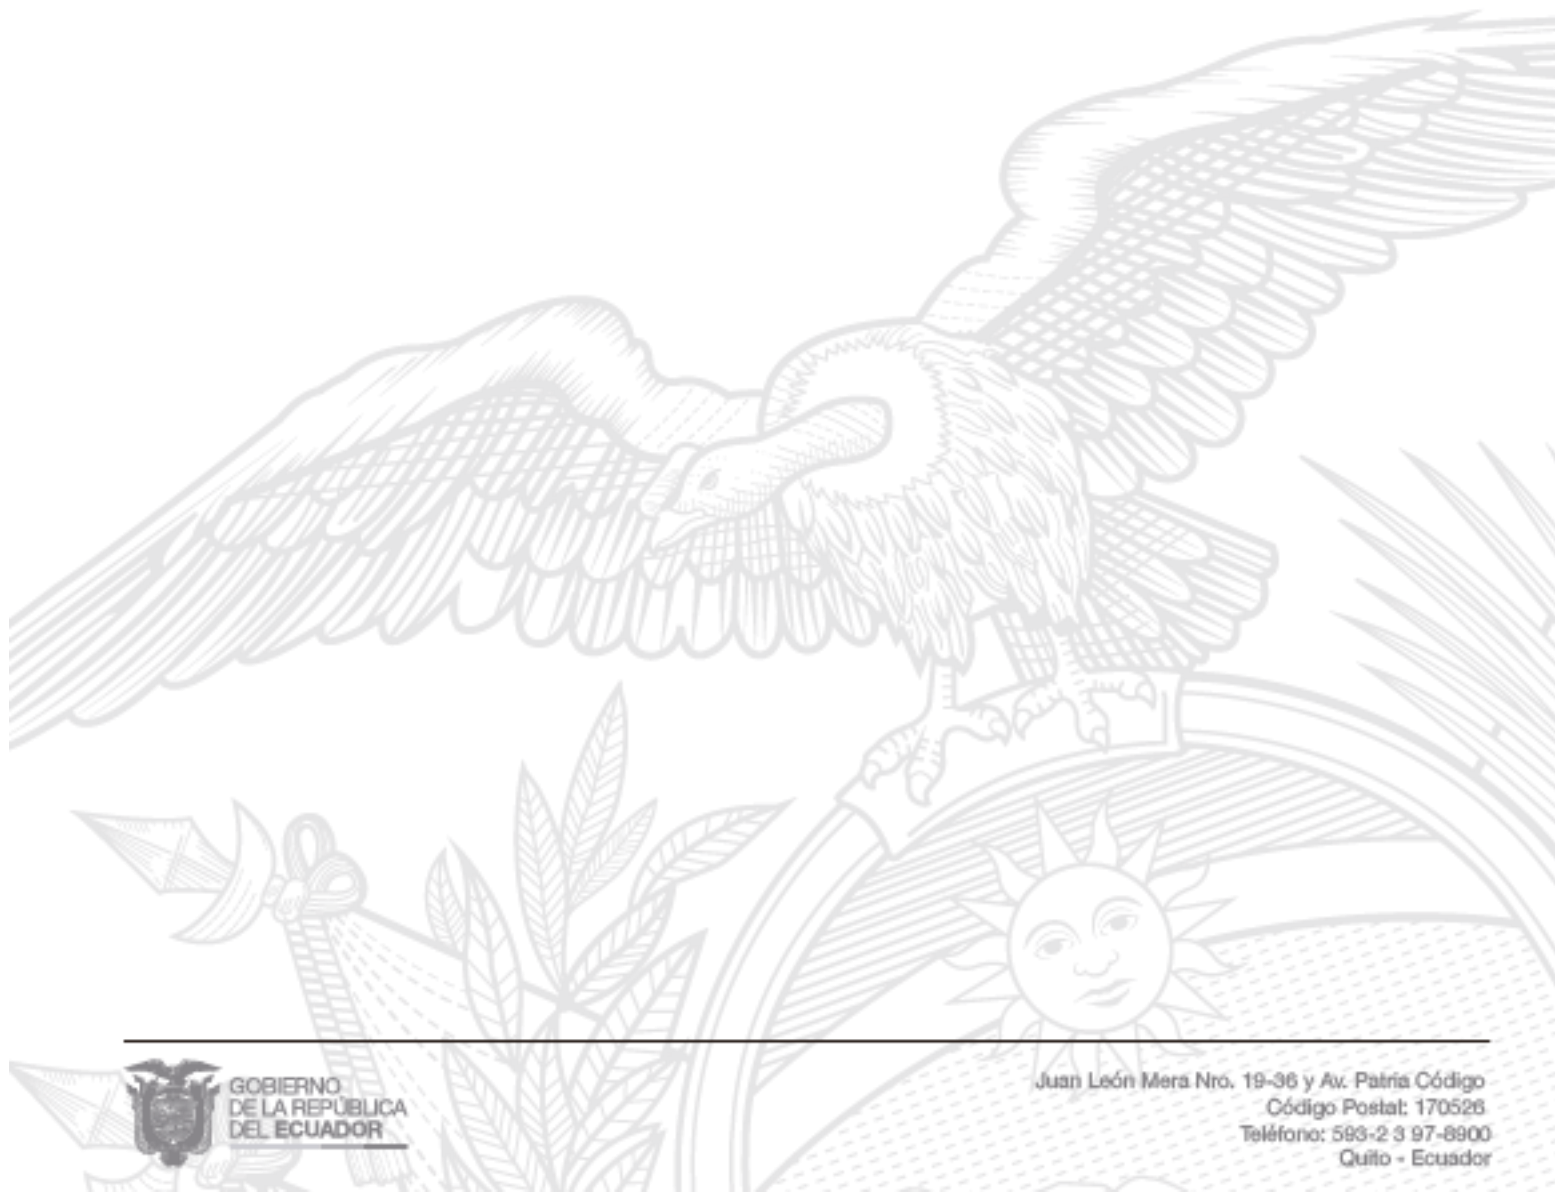 GOBIERNO
DE LA REPÚBLICA
DEL ECUADOR
Juan León Mera Nro. 19-36 y Av. Patria Código
Código Postal: 170526
Teléfono: 593-2 3 97-8900
Quito - Ecuador